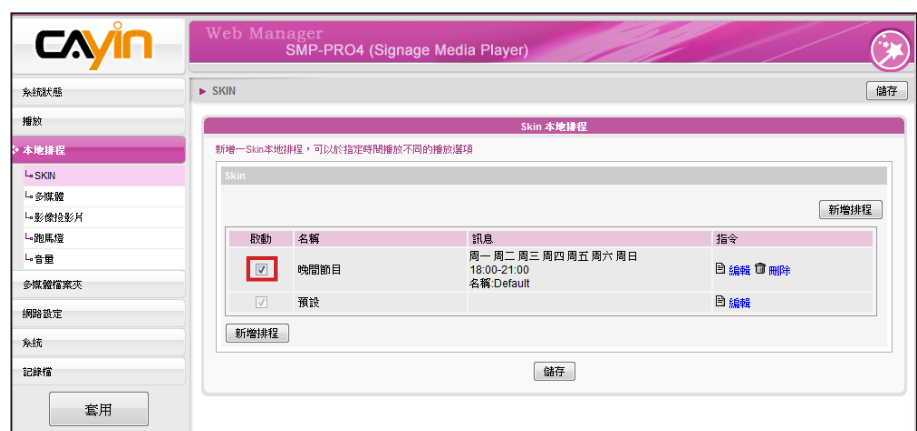 CAYIN
Web Manager
SMP-PRO4 (Signage Media Player)
系統狀態
播放
本地排程
SKIN
多媒體
影像投影片
跑馬燈
音量
多媒體檔案夾
網路設定
系統
記錄檔
套用
SKIN
儲存
Skin 本地排程
新增一Skin本地排程，可以於指定時間播放不同的播放選項
Skin
新增排程
啟動 名稱 訊息 指令
晚間節目 周一 周二 周三 周四 周五 周六 周日 編輯 刪除
18:00-21:00
名稱:Default
預設 編輯
新增排程
儲存